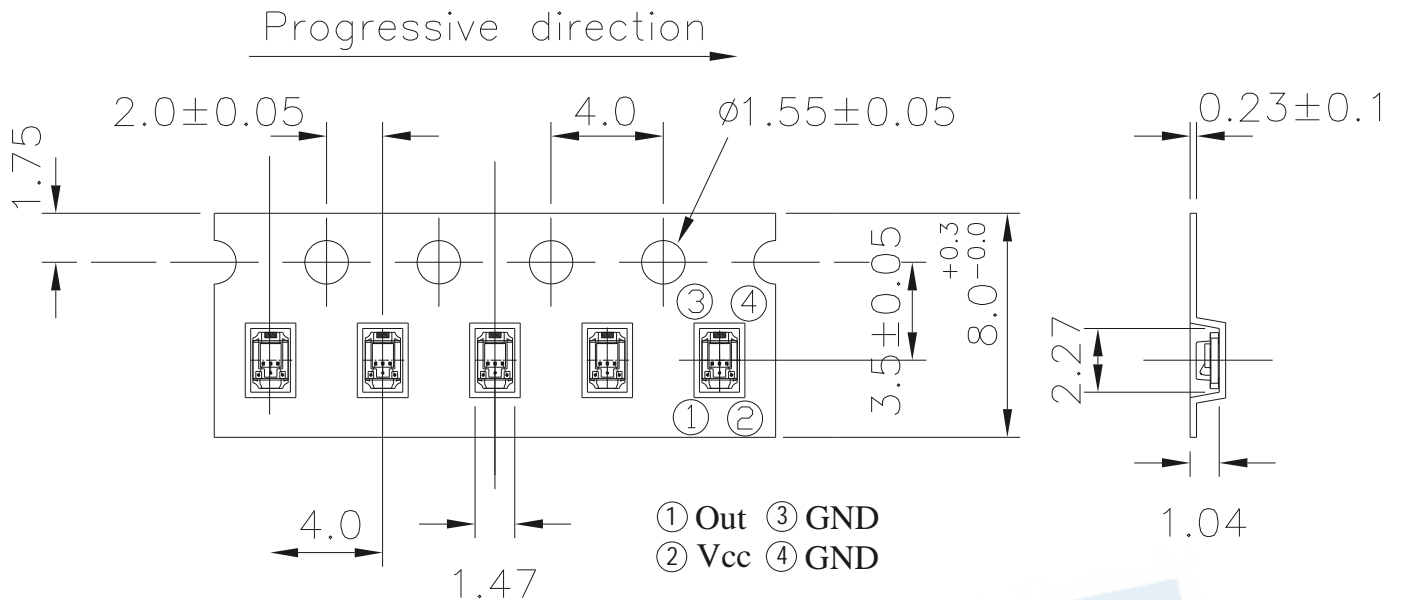 Progressive direction
2.0±0.05
4.0
ø1.55±0.05
0.23±0.1
1.75
3.5±0.05
8.0 +0.3 -0.0
③ ④
2.27
① ②
4.0
1.47
① Out ③ GND
② Vcc ④ GND
1.04